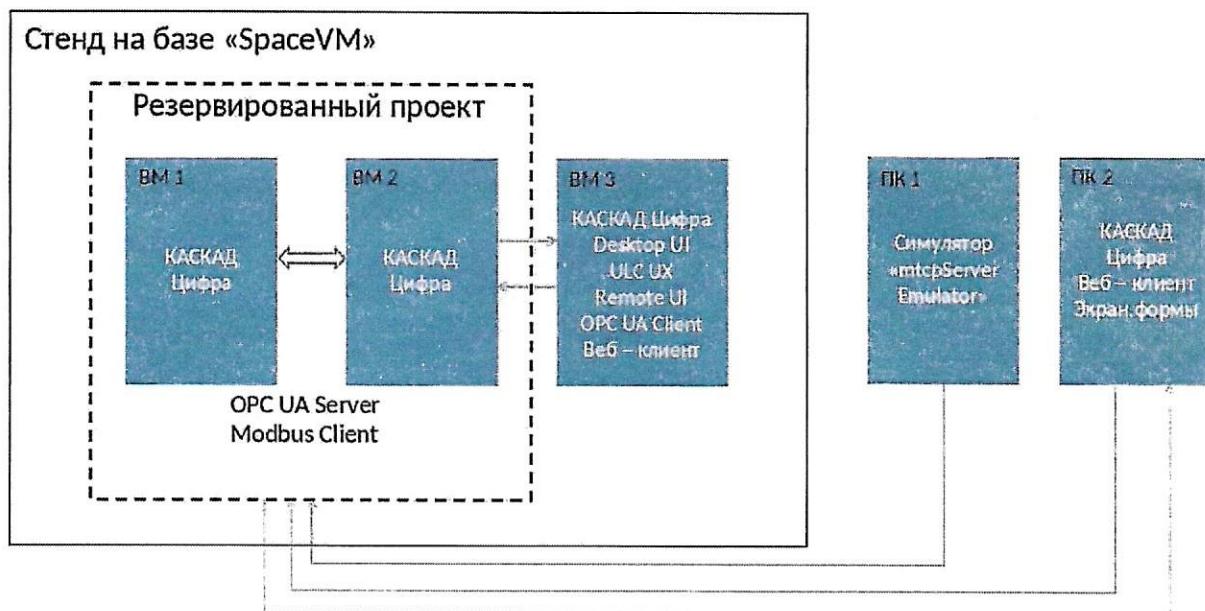 Стенд на базе «SpaceVM»
Резервированный проект
ВМ 1
КАСКАД
Цифра
ВМ 2
КАСКАД
Цифра
OPC UA Server
Modbus Client
ВМ 3
КАСКАД Цифра
Desktop UI
ULC UX
Remote UI
OPC UA Client
Веб – клиент
ПК 1
Симулятор
«mtcpServer
Emulator»
ПК 2
КАСКАД
Цифра
Веб – клиент
Экран.формы